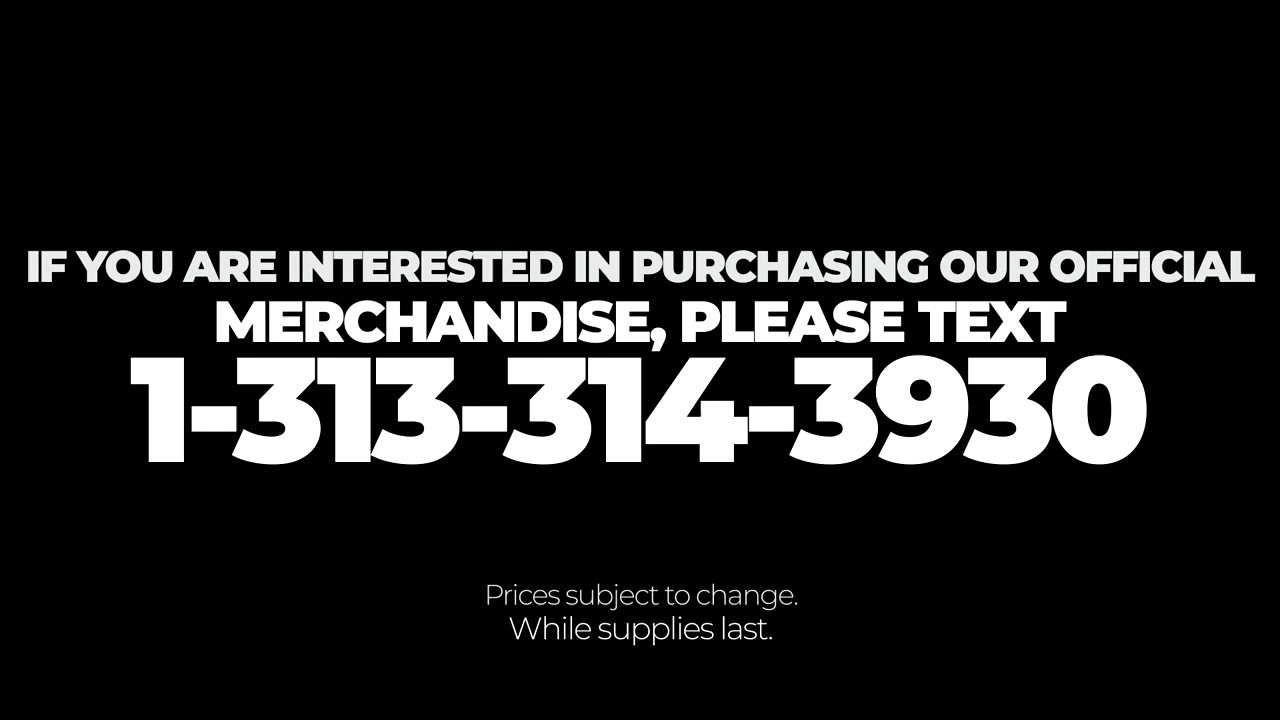 IF YOU ARE INTERESTED IN PURCHASING OUR OFFICIAL
MERCHANDISE, PLEASE TEXT
1-313-314-3930
Prices subject to change.
While supplies last.